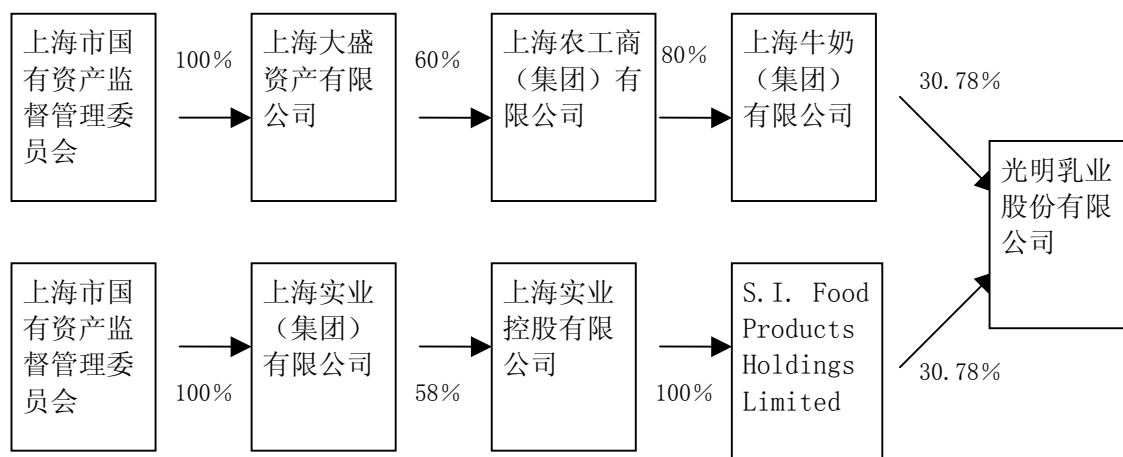 上海市国
有资产监
督管理委
员会
100%
上海大盛
资产有限
公司
60%
上海农工商
（集团）有
限公司
80%
上海牛奶
（集团）
有限公司
30.78%
光明乳业
股份有限
公司
上海市国
有资产监
督管理委
员会
100%
上海实业
（集团）
有限公司
58%
上海实业
控股有限
公司
100%
S.I. Food
Products
Holdings
Limited
30.78%